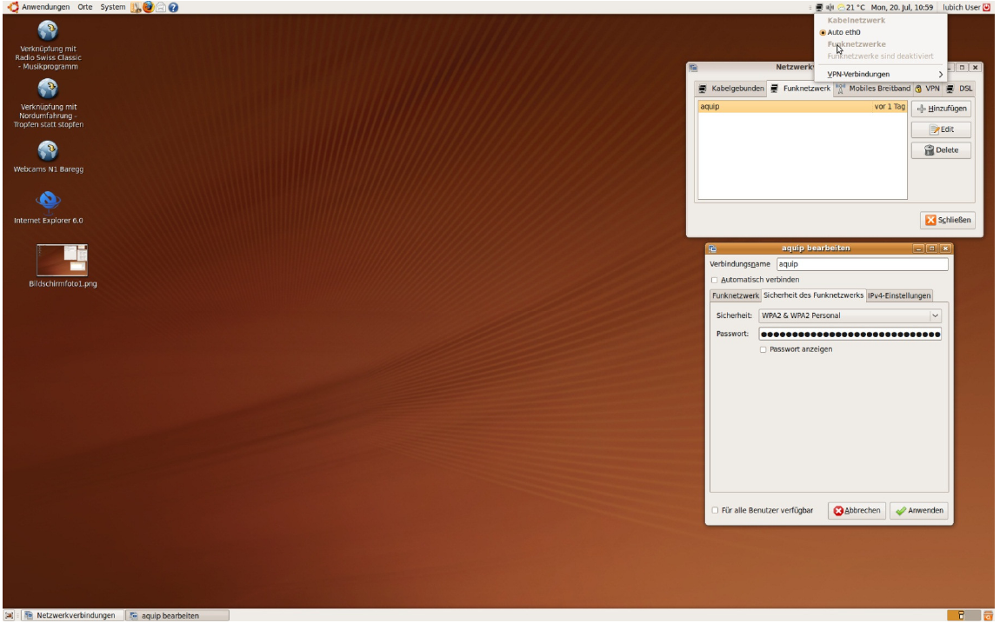 Anwendungen Orte System
21 °C Mon, 20. Jul, 10:59 lubich User
Kabelnetzwerk
Auto eth0
Funknetzwerke
Funknetzwerke sind deaktiviert
VPN-Verbindungen
Verknüpfung mit
Radio Swiss Classic
- Musikprogramm
Verknüpfung mit
Nordumfahrung -
Tropfen statt stopfen
Webcams N1 Baregg
Internet Explorer 6.0
Bildschirmfoto1.png
Kabelgebunden Funknetzwerk Mobiles Breitband VPN DSL
aquip vor 1 Tag
Hinzufügen
Edit
Delete
Schließen
aquip bearbeiten
Verbindungsname aquip
Automatisch verbinden
Funknetzwerk Sicherheit des Funknetzwerks IPv4-Einstellungen
Sicherheit: WPA2 & WPA2 Personal
Passwort:
Passwort anzeigen
Für alle Benutzer verfügbar Abbrechen Anwenden
Netzwerkverbindungen aquip bearbeiten